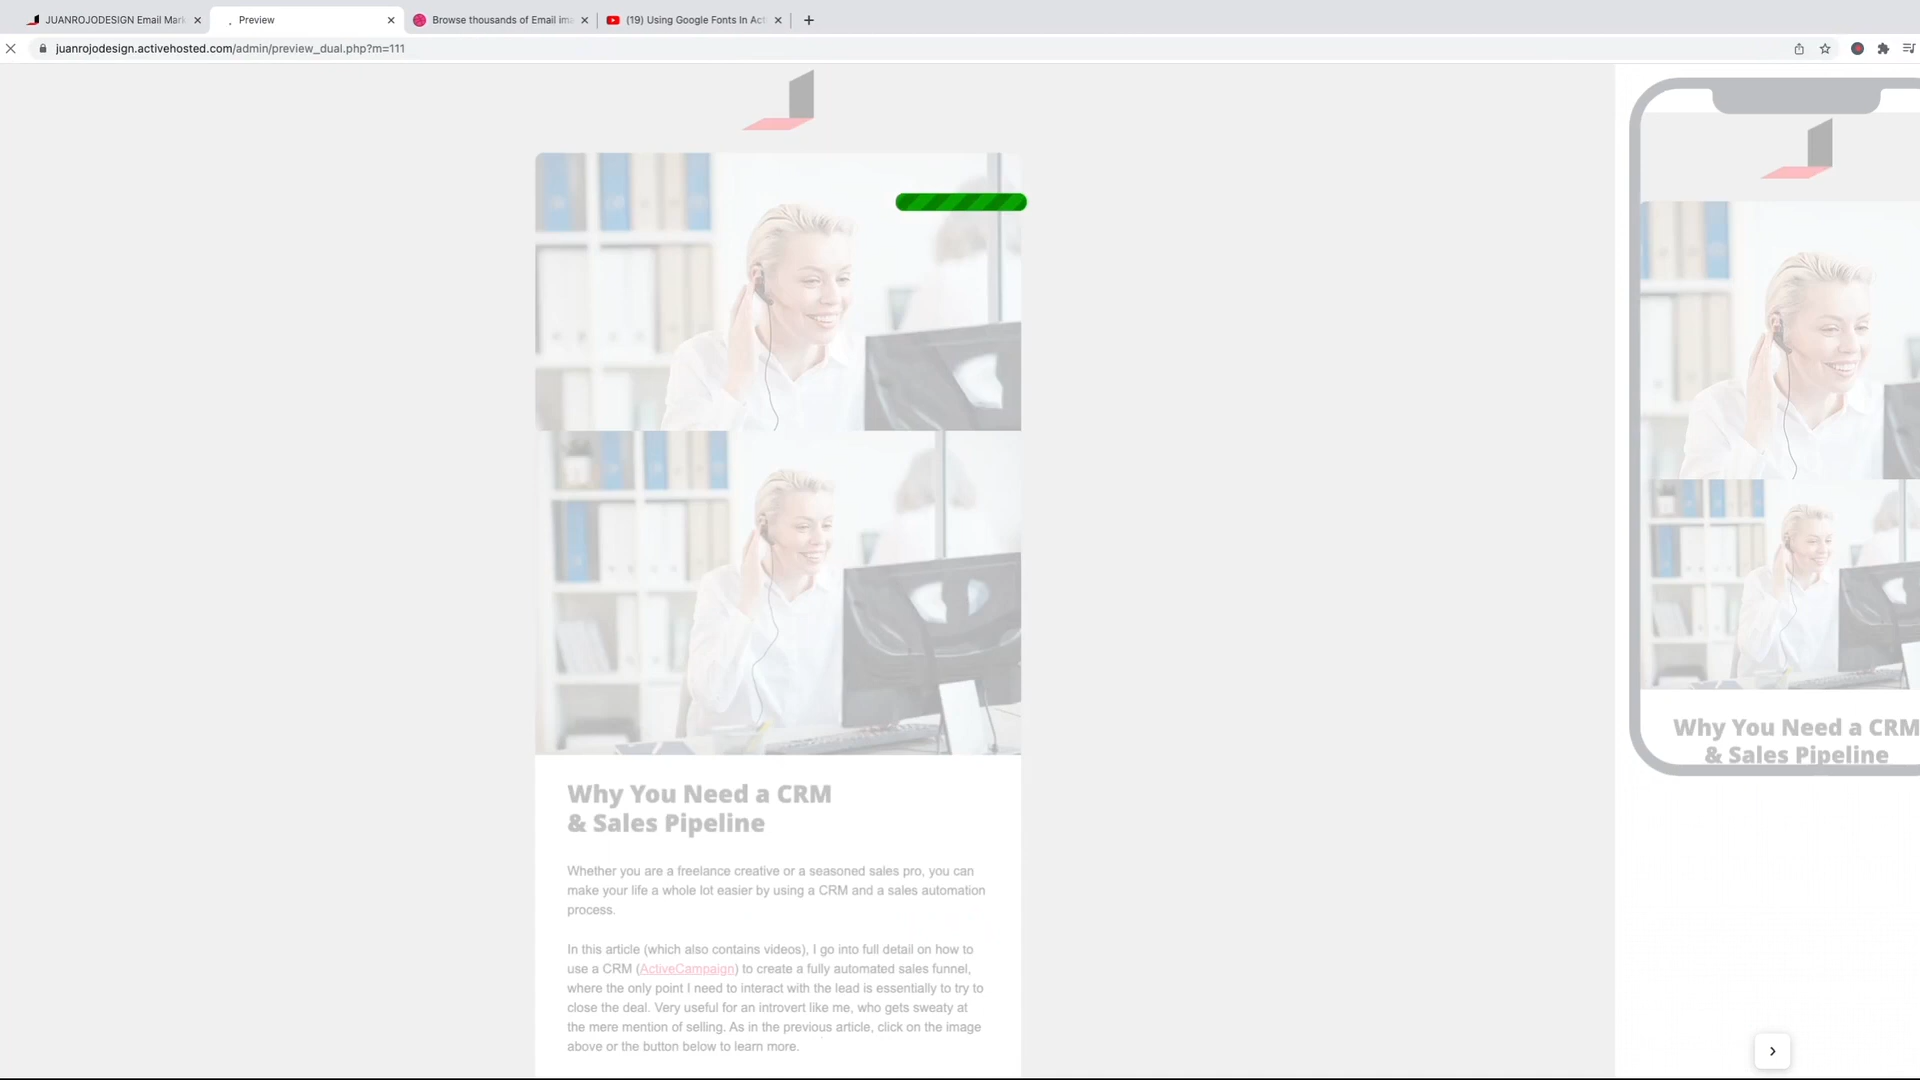 JUANROJODESIGN Email Mark
Preview
Browse thousands of Email ima
(19) Using Google Fonts In Act
juanrojodesign.activehosted.com/admin/preview_dual.php?m=111
Why You Need a CRM
& Sales Pipeline
Whether you are a freelance creative or a seasoned sales pro, you can
make your life a whole lot easier by using a CRM and a sales automation
process.
In this article (which also contains videos), I go into full detail on how to
use a CRM (ActiveCampaign) to create a fully automated sales funnel,
where the only point I need to interact with the lead is essentially to try to
close the deal. Very useful for an introvert like me, who gets sweaty at
the mere mention of selling. As in the previous article, click on the image
above or the button below to learn more.
Why You Need a CRM
& Sales Pipeline